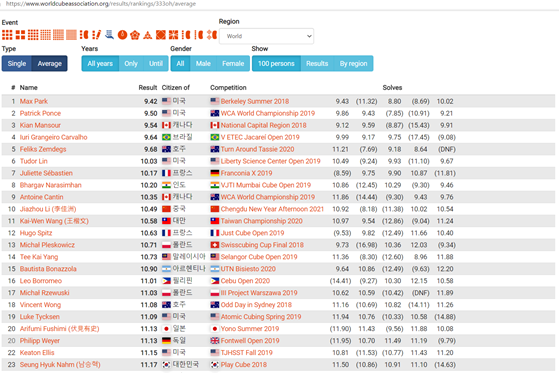 https://www.worldcubeassociation.org/results/rankings/333oh/average
Event
Region
World
Type
Years
Gender
Show
Single Average
All years Only Until
All Male Female
100 persons Results By region
# Name Result Citizen of Competition Solves
1 Max Park 9.42 미국 Berkeley Summer 2018 9.43 (11.32) 8.80 (8.69) 10.02
2 Patrick Ponce 9.50 미국 WCA World Championship 2019 9.86 9.43 (7.85) (10.91) 9.21
3 Kian Mansour 9.54 캐나다 National Capital Region 2018 9.12 9.59 (8.87) (15.43) 9.91
4 Iuri Grangeiro Carvalho 9.64 브라질 V ETEC Jacareí Open 2019 9.99 9.17 9.75 (17.45) (9.08)
5 Feliks Zemdegs 9.68 호주 Turn Around Tassie 2020 11.21 (7.69) 9.18 8.64 (DNF)
6 Tudor Lin 10.03 미국 Liberty Science Center Open 2019 10.49 (9.24) 9.93 (11.10) 9.67
7 Juliette Sébastien 10.17 프랑스 Franconia X 2019 (8.59) 9.75 9.90 10.87 (11.81)
8 Bhargav Narasimhan 10.20 인도 VJTI Mumbai Cube Open 2019 10.86 (12.45) 10.29 (9.30) 9.46
9 Antoine Cantin 10.35 캐나다 WCA World Championship 2019 11.86 (14.44) (9.30) 9.43 9.76
10 Jiazhou Li (李佳洲) 10.49 중국 Chengdu New Year Afternoon 2021 10.92 (8.18) (11.38) 10.02 10.54
11 Kai-Wen Wang (王楷文) 10.58 대만 Taiwan Championship 2020 10.97 9.54 (12.86) (9.04) 11.24
12 Hugo Spitz 10.63 프랑스 Just Cube Open 2019 (9.53) 9.82 (12.49) 11.66 10.40
13 Michał Pleskowicz 10.71 폴란드 Swisscubing Cup Final 2018 9.73 (16.98) 10.36 12.03 (9.34)
14 Tee Kai Yang 10.73 말레이시아 Selangor Cube Open 2019 11.36 (8.30) (12.60) 8.96 11.88
15 Bautista Bonazzola 10.90 아르헨티나 UTN Bisiesto 2020 9.64 10.86 (12.49) (9.63) 12.20
16 Leo Borromeo 11.01 필리핀 Cebu Open 2020 (14.41) (9.27) 10.30 12.15 10.58
17 Michał Rzewuski 11.03 폴란드 III Project Warszawa 2019 10.62 10.59 (10.42) (DNF) 11.89
18 Vincent Wong 11.08 호주 Odd Day in Sydney 2018 11.16 (10.69) 10.82 (14.11) 11.26
19 Luke Tycksen 11.09 미국 Atomic Cubing Spring 2019 11.94 10.76 (10.33) 10.58 (14.88)
20 Arifumi Fushimi (伏見有史) 11.13 일본 Yono Summer 2019 (11.90) 11.43 (9.56) 11.88 10.08
20 Philipp Weyer 11.13 독일 Fontwell Open 2019 (11.95) 10.70 11.49 11.19 (9.79)
22 Keaton Ellis 11.15 미국 TJHSST Fall 2019 10.81 (11.53) (10.77) 11.43 11.20
23 Seung Hyuk Nahm (남승혁) 11.17 대한민국 Play Cube 2018 11.50 (10.86) 10.91 11.10 (14.63)